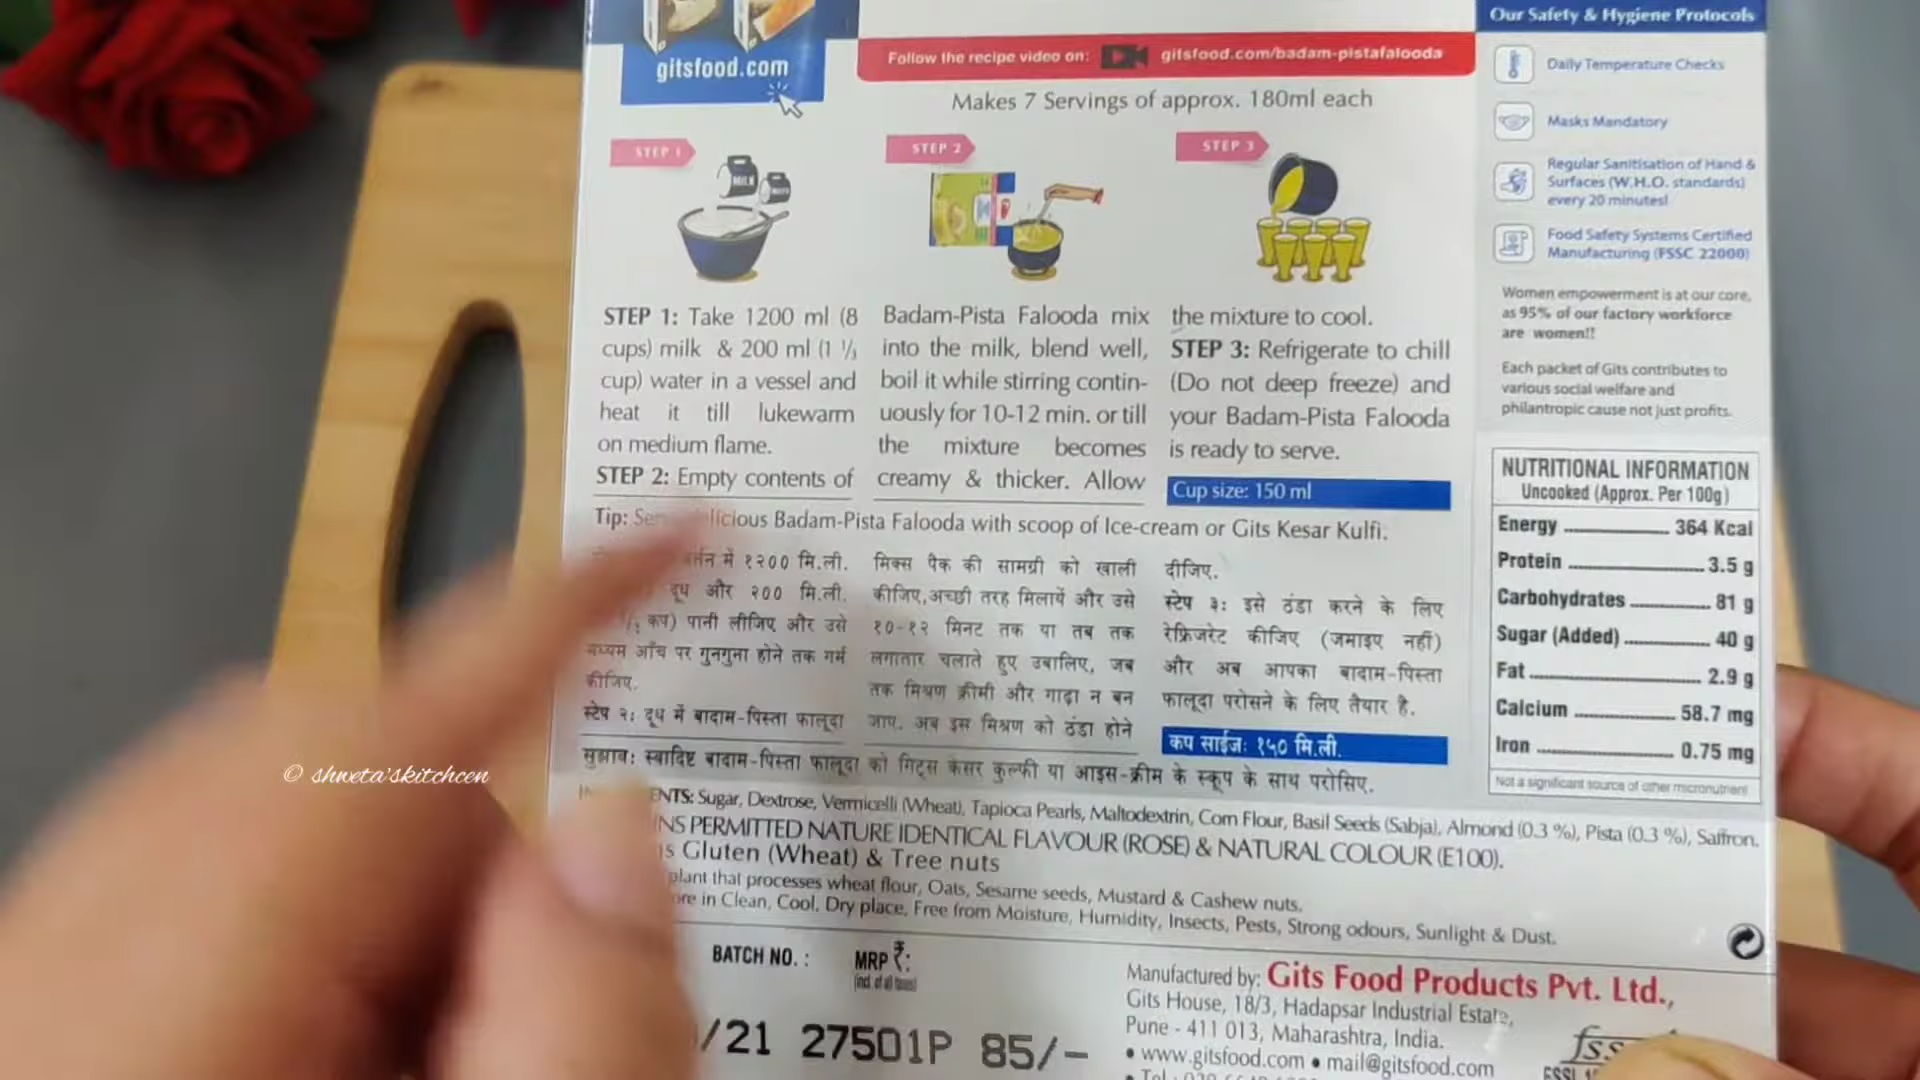 gitsfood.com
Follow the recipe video on: gitsfood.com/badam-pistafalooda
Makes 7 Servings of approx. 180ml each
STEP 1
STEP 2
STEP 3
MILK
STEP 1: Take 1200 ml (8
cups) milk & 200 ml (1 ⅓
cup) water in a vessel and
heat it till lukewarm
on medium flame.
STEP 2: Empty contents of
Badam-Pista Falooda mix
into the milk, blend well,
boil it while stirring contin-
uously for 10-12 min. or till
the mixture becomes
creamy & thicker. Allow
the mixture to cool.
STEP 3: Refrigerate to chill
(Do not deep freeze) and
your Badam-Pista Falooda
is ready to serve.
Cup size: 150 ml
Tip: Badam-Pista Falooda with scoop of Ice-cream or Gits Kesar Kulfi.
में १२०० मि.ली.
दूध और २०० मि.ली.
कप) पानी लीजिए और उसे
मध्यम आँच पर गुनगुना होने तक गर्म
कीजिए.
स्टेप २: दूध में बादाम-पिस्ता फालूदा
मिक्स पैक की सामग्री को खाली
कीजिए,अच्छी तरह मिलायें और उसे
१०-१२ मिनट तक या तब तक
लगातार चलाते हुए उबालिए, जब
तक मिश्रण क्रीमी और गाढ़ा न बन
जाए. अब इस मिश्रण को ठंडा होने
दीजिए.
स्टेप ३: इसे ठंडा करने के लिए
रेफ्रिजरेट कीजिए (जमाइए नहीं)
और अब आपका बादाम-पिस्ता
फालूदा परोसने के लिए तैयार है.
कप साईज: १५० मि.ली.
सुझाव: स्वादिष्ट बादाम-पिस्ता फालूदा को गिट्स केसर कुल्फी या आइस-क्रीम के स्कूप के साथ परोसिए.
Sugar, Dextrose, Vermicelli (Wheat), Tapioca Pearls, Maltodextrin, Corn Flour, Basil Seeds (Sabja), Almond (0.3 %), Pista (0.3 %), Saffron.
PERMITTED NATURE IDENTICAL FLAVOUR (ROSE) & NATURAL COLOUR (E100).
Gluten (Wheat) & Tree nuts
plant that processes wheat flour, Oats, Sesame seeds, Mustard & Cashew nuts.
in Clean, Cool, Dry place, Free from Moisture, Humidity, Insects, Pests, Strong odours, Sunlight & Dust.
BATCH NO. :
MRP ₹:
(incl. of all taxes)
/21 27501P 85/-
Manufactured by: Gits Food Products Pvt. Ltd.,
Gits House, 18/3, Hadapsar Industrial Estate,
Pune - 411 013, Maharashtra, India.
• www.gitsfood.com • mail@gitsfood.com
Our Safety & Hygiene Protocols
Daily Temperature Checks
Masks Mandatory
Regular Sanitisation of Hand &
Surfaces (W.H.O. standards)
every 20 minutes!
Food Safety Systems Certified
Manufacturing (FSSC 22000)
Women empowerment is at our core,
as 95% of our factory workforce
are women!!
Each packet of Gits contributes to
various social welfare and
philantropic cause not just profits.
NUTRITIONAL INFORMATION
Uncooked (Approx. Per 100g)
Energy 364 Kcal
Protein 3.5 g
Carbohydrates 81 g
Sugar (Added) 40 g
Fat 2.9 g
Calcium 58.7 mg
Iron 0.75 mg
Not a significant source of other micronutrient
© shweta'skitchcen